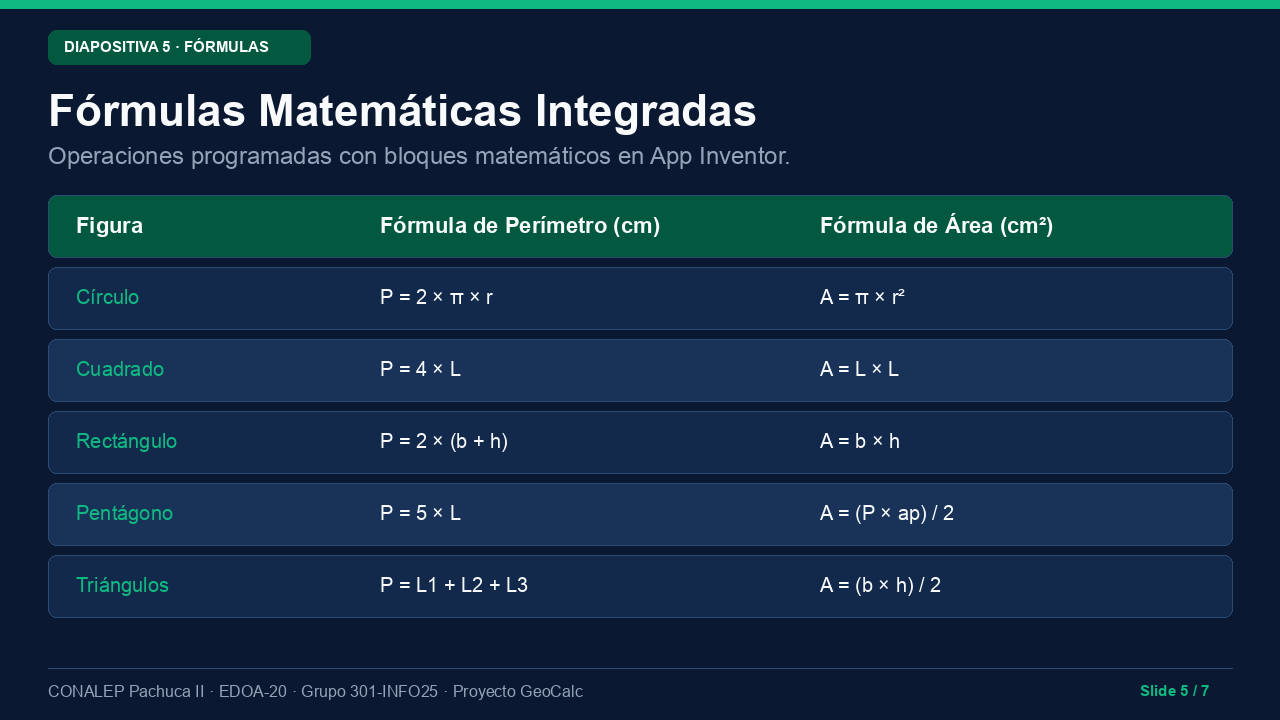 DIAPOSITIVA 5 · FÓRMULAS
Fórmulas Matemáticas Integradas
Operaciones programadas con bloques matemáticos en App Inventor.
Figura Fórmula de Perímetro (cm) Fórmula de Área (cm²)
Círculo P = 2 × π × r A = π × r²
Cuadrado P = 4 × L A = L × L
Rectángulo P = 2 × (b + h) A = b × h
Pentágono P = 5 × L A = (P × ap) / 2
Triángulos P = L1 + L2 + L3 A = (b × h) / 2
CONALEP Pachuca II · EDOA-20 · Grupo 301-INFO25 · Proyecto GeoCalc Slide 5 / 7